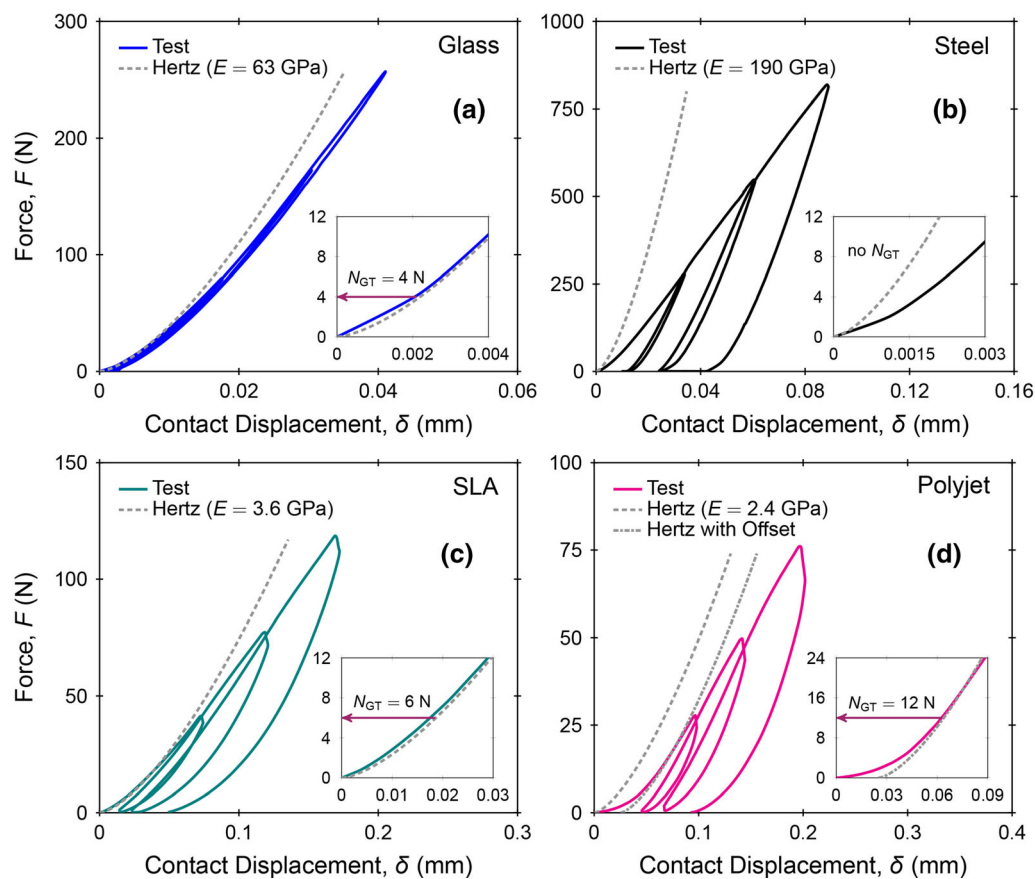 300
Glass
Test
Hertz (E = 63 GPa)
(a)
200
100
0
Force, F (N)
12
8
4
0
N_GT = 4 N
0
0.002
0.004
0
0.02
0.04
0.06
Contact Displacement, δ (mm)
1000
Steel
Test
Hertz (E = 190 GPa)
(b)
750
500
250
0
12
8
4
0
no N_GT
0
0.0015
0.003
0
0.04
0.08
0.12
0.16
Contact Displacement, δ (mm)
150
SLA
Test
Hertz (E = 3.6 GPa)
(c)
100
50
0
Force, F (N)
12
8
4
0
N_GT = 6 N
0
0.01
0.02
0.03
0
0.1
0.2
0.3
Contact Displacement, δ (mm)
100
Polyjet
Test
Hertz (E = 2.4 GPa)
Hertz with Offset
(d)
75
50
25
0
24
16
8
0
N_GT = 12 N
0
0.03
0.06
0.09
0
0.1
0.2
0.3
0.4
Contact Displacement, δ (mm)